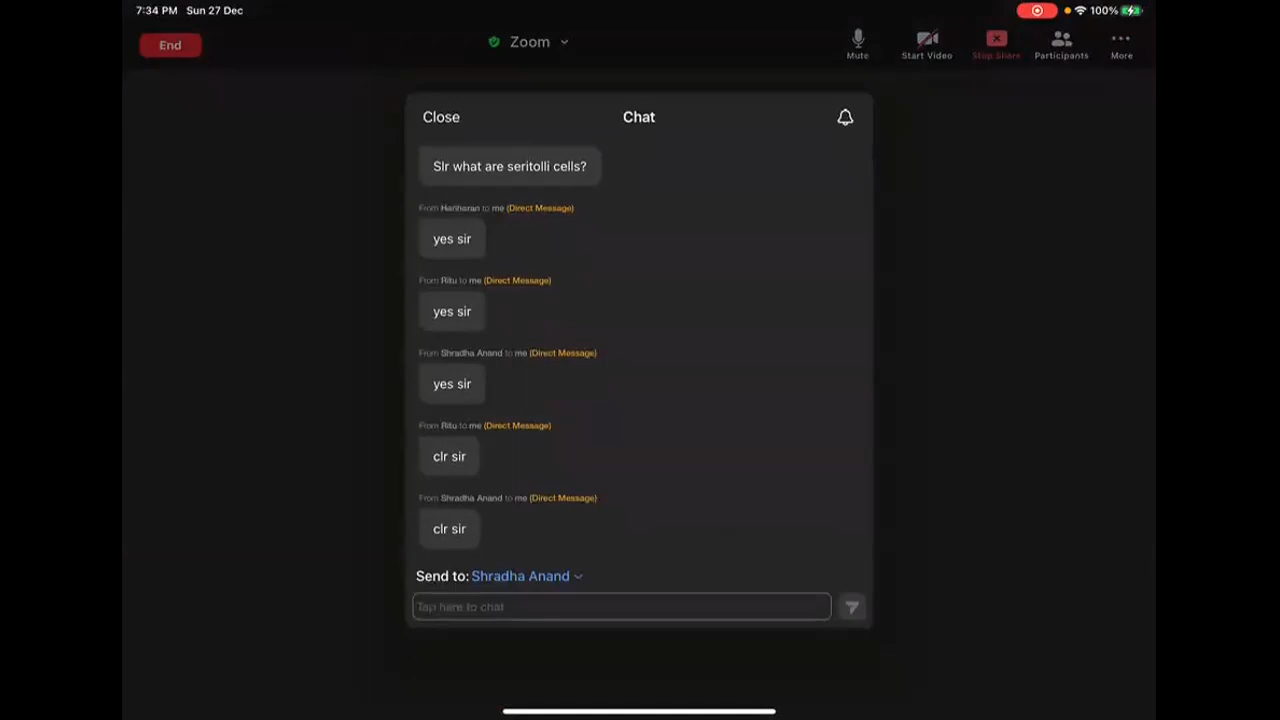 7:34 PM Sun 27 Dec
100%
End
Zoom
Mute
Start Video
Stop Share
Participants
More
Close
Chat
SIr what are seritolli cells?
From Hariharan to me (Direct Message)
yes sir
From Ritu to me (Direct Message)
yes sir
From Shradha Anand to me (Direct Message)
yes sir
From Ritu to me (Direct Message)
clr sir
From Shradha Anand to me (Direct Message)
clr sir
Send to: Shradha Anand
Tap here to chat